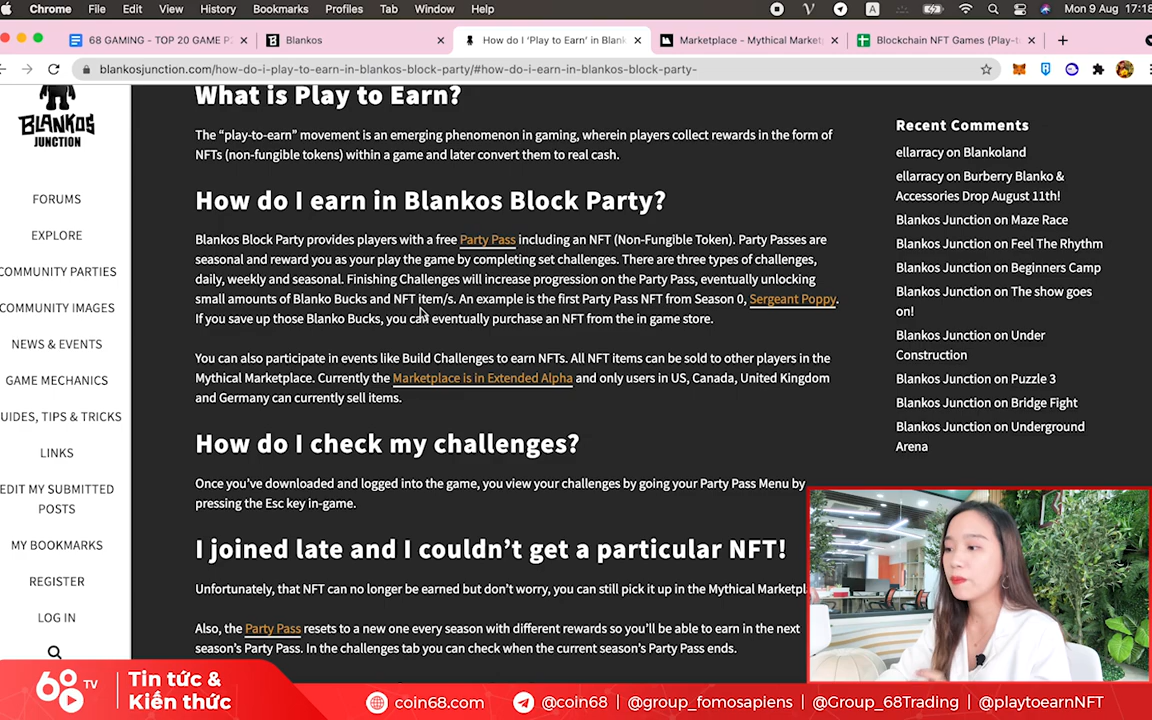 Chrome File Edit View History Bookmarks Profiles Tab Window Help
A Mon 9 Aug 17:18
68 GAMING - TOP 20 GAME P
Blankos
How do I 'Play to Earn' in Blank
Marketplace - Mythical Market
Blockchain NFT Games (Play-t
blankosjunction.com/how-do-i-play-to-earn-in-blankos-block-party/#how-do-i-earn-in-blankos-block-party-
BLANKOS
JUNCTION
FORUMS
EXPLORE
COMMUNITY PARTIES
COMMUNITY IMAGES
NEWS & EVENTS
GAME MECHANICS
UIDES, TIPS & TRICKS
LINKS
EDIT MY SUBMITTED
POSTS
MY BOOKMARKS
REGISTER
LOG IN
What is Play to Earn?
The “play-to-earn” movement is an emerging phenomenon in gaming, wherein players collect rewards in the form of
NFTs (non-fungible tokens) within a game and later convert them to real cash.
How do I earn in Blankos Block Party?
Blankos Block Party provides players with a free Party Pass including an NFT (Non-Fungible Token). Party Passes are
seasonal and reward you as your play the game by completing set challenges. There are three types of challenges,
daily, weekly and seasonal. Finishing Challenges will increase progression on the Party Pass, eventually unlocking
small amounts of Blanko Bucks and NFT item/s. An example is the first Party Pass NFT from Season 0, Sergeant Poppy.
If you save up those Blanko Bucks, you can eventually purchase an NFT from the in game store.
You can also participate in events like Build Challenges to earn NFTs. All NFT items can be sold to other players in the
Mythical Marketplace. Currently the Marketplace is in Extended Alpha and only users in US, Canada, United Kingdom
and Germany can currently sell items.
How do I check my challenges?
Once you've downloaded and logged into the game, you view your challenges by going your Party Pass Menu by
pressing the Esc key in-game.
I joined late and I couldn’t get a particular NFT!
Unfortunately, that NFT can no longer be earned but don’t worry, you can still pick it up in the Mythical Marketpl
Also, the Party Pass resets to a new one every season with different rewards so you’ll be able to earn in the next
season’s Party Pass. In the challenges tab you can check when the current season’s Party Pass ends.
Recent Comments
ellarracy on Blankoland
ellarracy on Burberry Blanko &
Accessories Drop August 11th!
Blankos Junction on Maze Race
Blankos Junction on Feel The Rhythm
Blankos Junction on Beginners Camp
Blankos Junction on The show goes
on!
Blankos Junction on Under
Construction
Blankos Junction on Puzzle 3
Blankos Junction on Bridge Fight
Blankos Junction on Underground
Arena
68 TV
Tin tức &
Kiến thức
coin68.com
@coin68 | @group_fomosapiens | @Group_68Trading | @playtoearnNFT